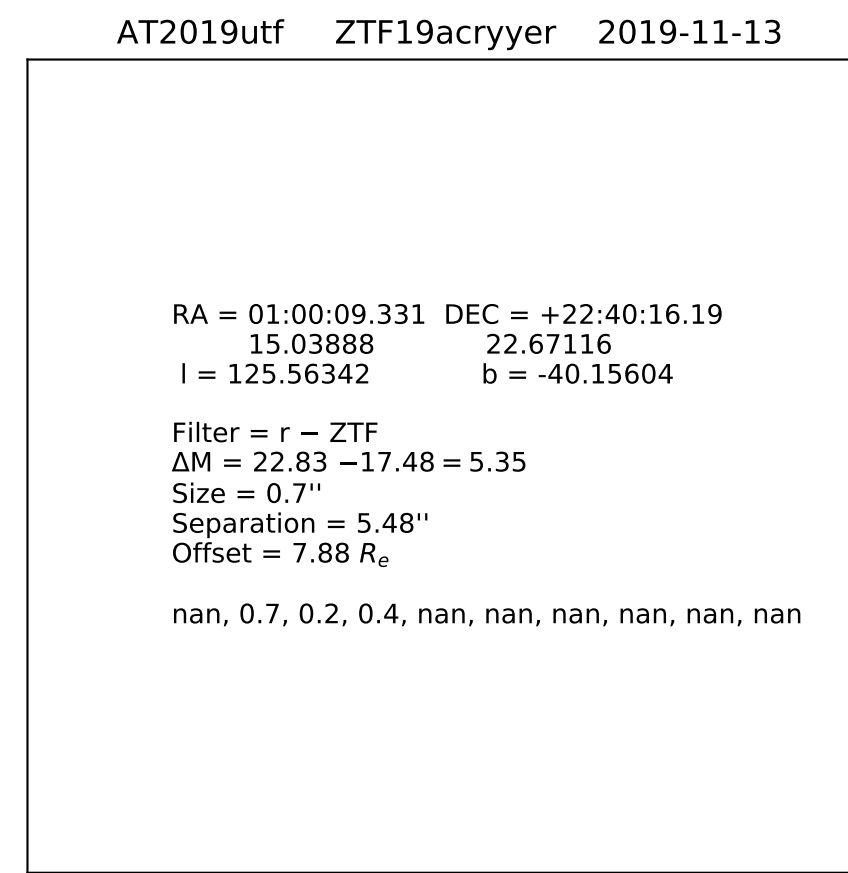 AT2019utf ZTF19acryyer 2019-11-13
RA = 01:00:09.331 DEC = +22:40:16.19
15.03888 22.67116
l = 125.56342 b = -40.15604
Filter = r − ZTF
ΔM = 22.83 −17.48 = 5.35
Size = 0.7''
Separation = 5.48''
Offset = 7.88 Rₑ
nan, 0.7, 0.2, 0.4, nan, nan, nan, nan, nan, nan